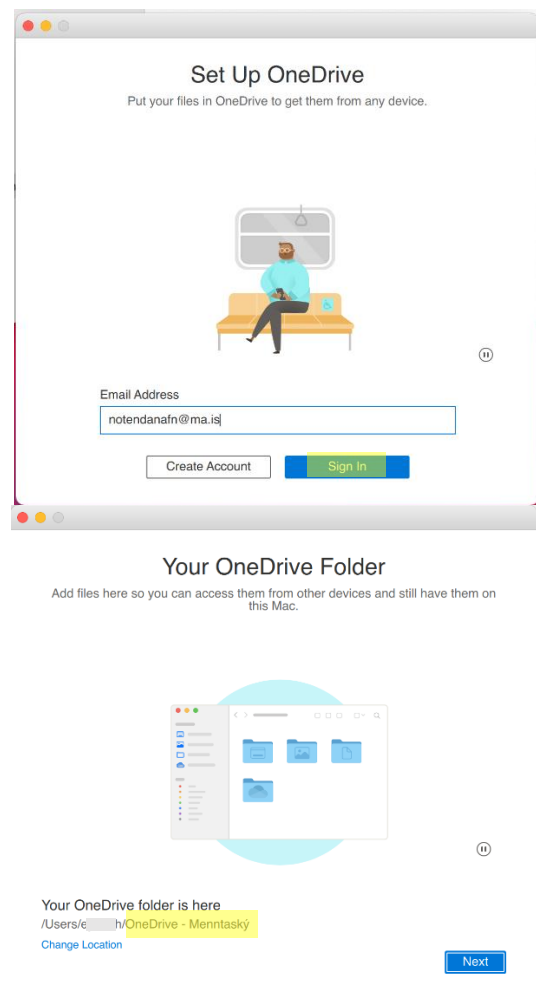 Set Up OneDrive
Put your files in OneDrive to get them from any device.
Email Address
notendanafn@ma.is
Create Account
Sign In
Your OneDrive Folder
Add files here so you can access them from other devices and still have them on
this Mac.
Your OneDrive folder is here
/Users/e h/OneDrive - Menntaský
Change Location
Next